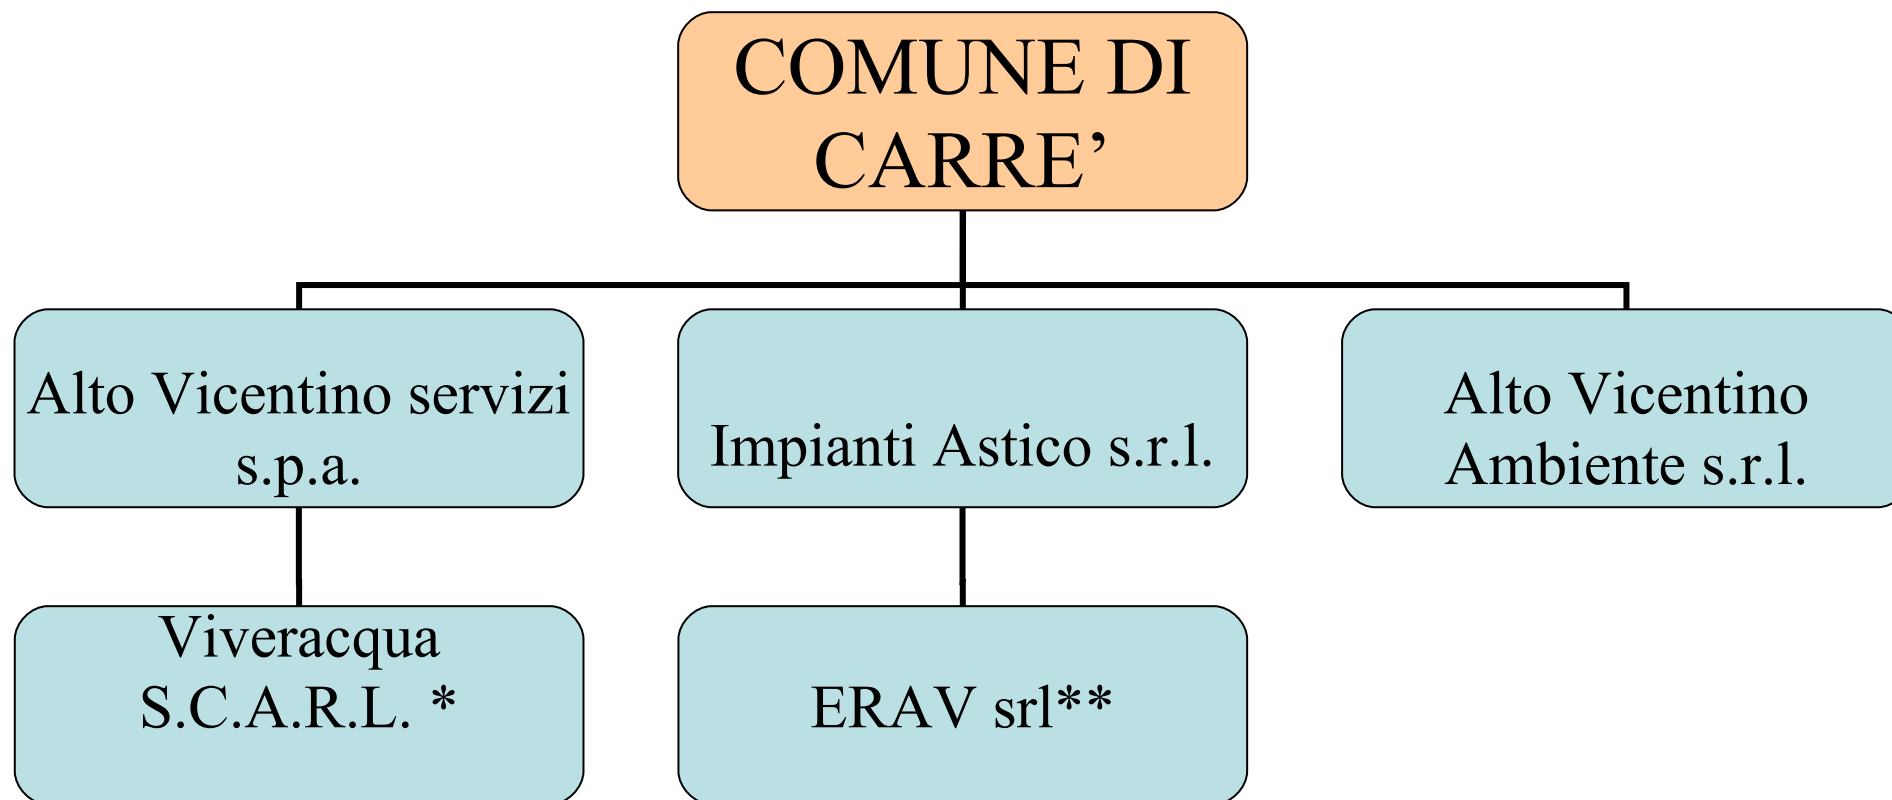 COMUNE DI
CARRE’
Alto Vicentino servizi
s.p.a.
Impianti Astico s.r.l.
Alto Vicentino
Ambiente s.r.l.
Viveracqua
S.C.A.R.L. *
ERAV srl**